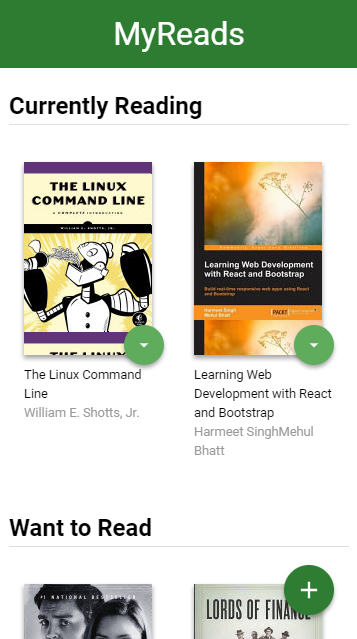 MyReads
Currently Reading
THE LINUX
COMMAND LINE
A COMPLETE INTRODUCTION
WILLIAM E. SHOTTS, JR.
THE LINUX
Learning Web Development
with React and Bootstrap
Build real-time responsive web apps using React
and Bootstrap
Harmeet Singh
Mehul Bhatt
PACKT
The Linux Command
Line
William E. Shotts, Jr.
Learning Web
Development with React
and Bootstrap
Harmeet SinghMehul
Bhatt
Want to Read
#1 NATIONAL BESTSELLER
LORDS OF FINANCE
+